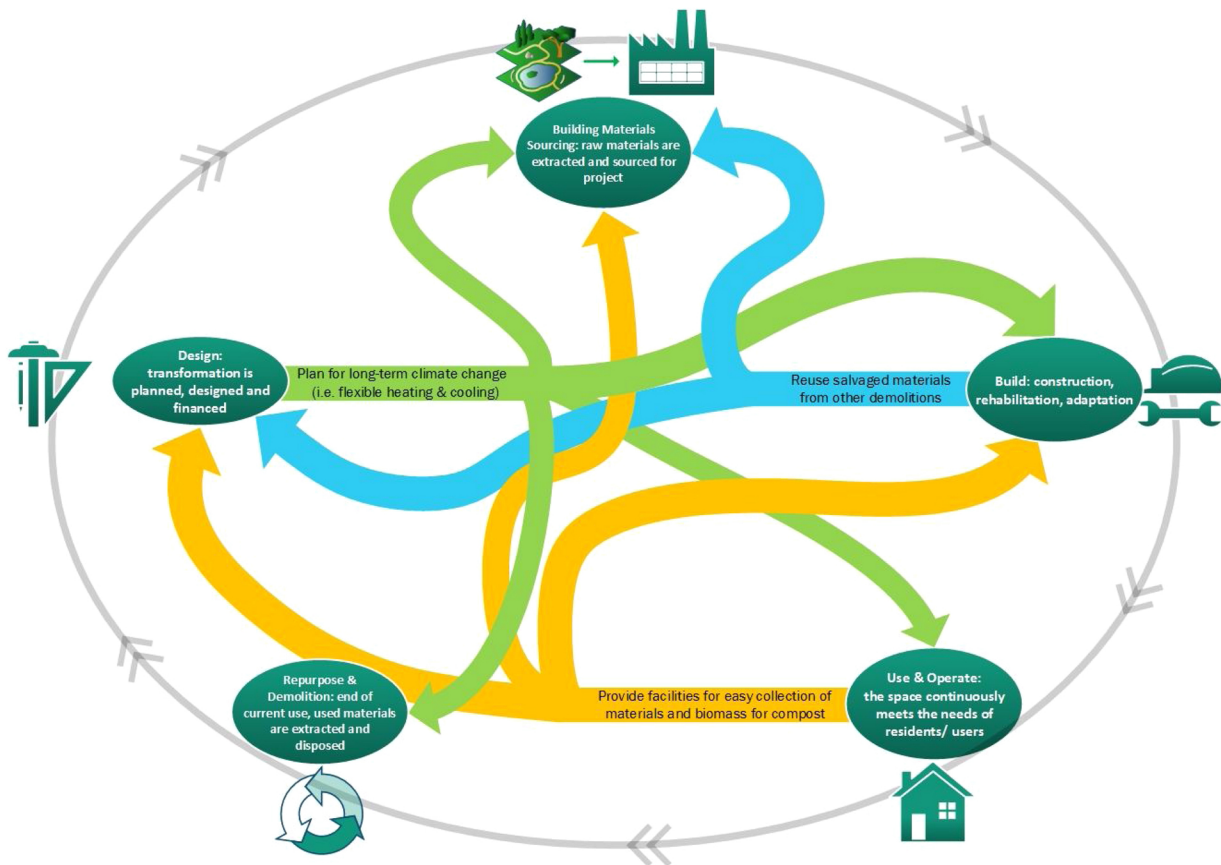 Building Materials
Sourcing: raw materials are
extracted and sourced for
project
Design:
transformation is
planned, designed and
financed
Plan for long-term climate change
(i.e. flexible heating & cooling)
Reuse salvaged materials
from other demolitions
Build: construction,
rehabilitation, adaptation
Repurpose &
Demolition: end of
current use, used materials
are extracted and
disposed
Provide facilities for easy collection of
materials and biomass for compost
Use & Operate:
the space continuously
meets the needs of
residents/ users